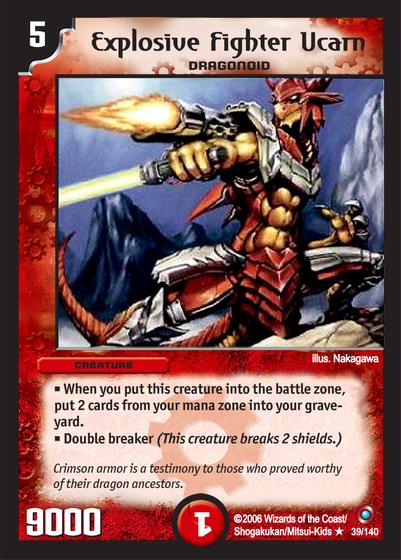 5 Explosive Fighter Ucarn
DRAGONOID
illus. Nakagawa
CREATURE
▪ When you put this creature into the battle zone,
put 2 cards from your mana zone into your grave-
yard.
▪ Double breaker (This creature breaks 2 shields.)
Crimson armor is a testimony to those who proved worthy
of their dragon ancestors.
9000
1
©2006 Wizards of the Coast/
Shogakukan/Mitsui-Kids ★ 39/140